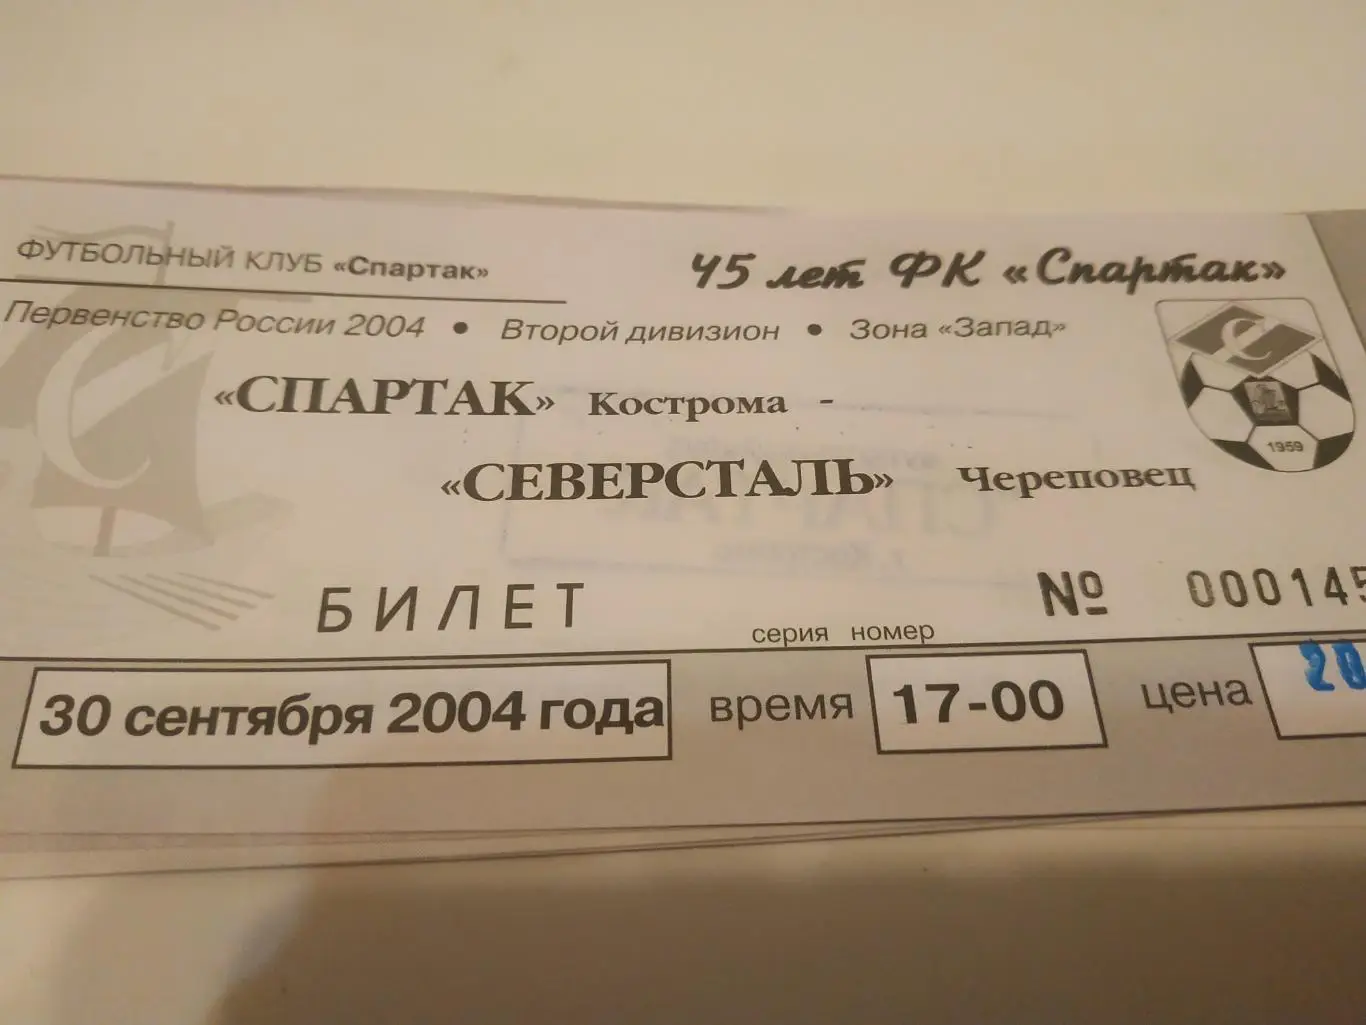 ФУТБОЛЬНЫЙ КЛУБ «Спартак»
45 лет ФК «Спартак»
Первенство России 2004 • Второй дивизион • Зона «Запад»
«СПАРТАК» Кострома -
«СЕВЕРСТАЛЬ» Череповец
1959
БИЛЕТ
серия номер
№ 000145
30 сентября 2004 года
время 17-00
цена 20